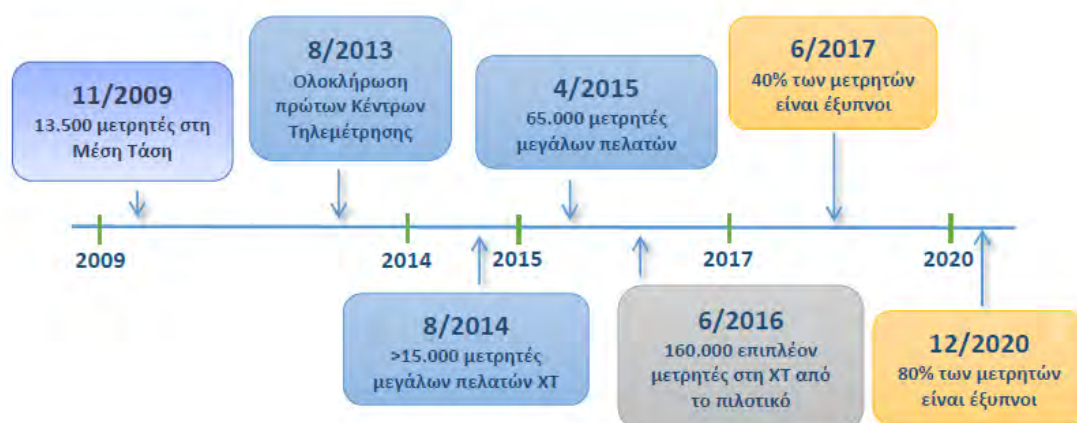 11/2009
13.500 μετρητές στη
Μέση Τάση
8/2013
Ολοκλήρωση
πρώτων Κέντρων
Τηλεμέτρησης
4/2015
65.000 μετρητές
μεγάλων πελατών
6/2017
40% των μετρητών
είναι έξυπνοι
2009
2014
2015
2017
2020
8/2014
>15.000 μετρητές
μεγάλων πελατών ΧΤ
6/2016
160.000 επιπλέον
μετρητές στη ΧΤ από
το πιλοτικό
12/2020
80% των μετρητών
είναι έξυπνοι